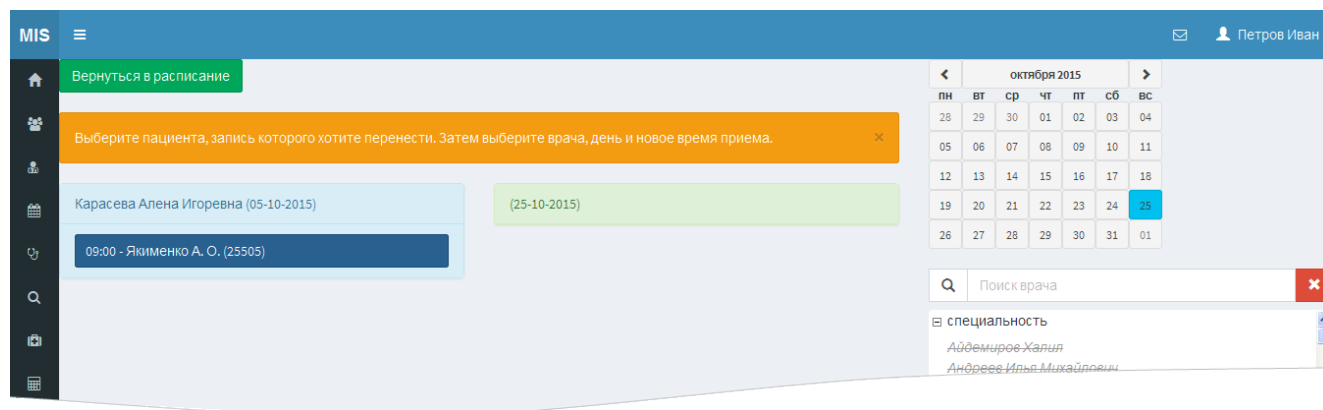 MIS
Петров Иван
Вернуться в расписание
Выберите пациента, запись которого хотите перенести. Затем выберите врача, день и новое время приема. ×
Карасева Алена Игоревна (05-10-2015)
09:00 - Якименко А. О. (25505)
(25-10-2015)
октября 2015
пн вт ср чт пт сб вс
28 29 30 01 02 03 04
05 06 07 08 09 10 11
12 13 14 15 16 17 18
19 20 21 22 23 24 25
26 27 28 29 30 31 01
Поиск врача
специальность
Айдемиров Халил
Андреев Илья Михайлович